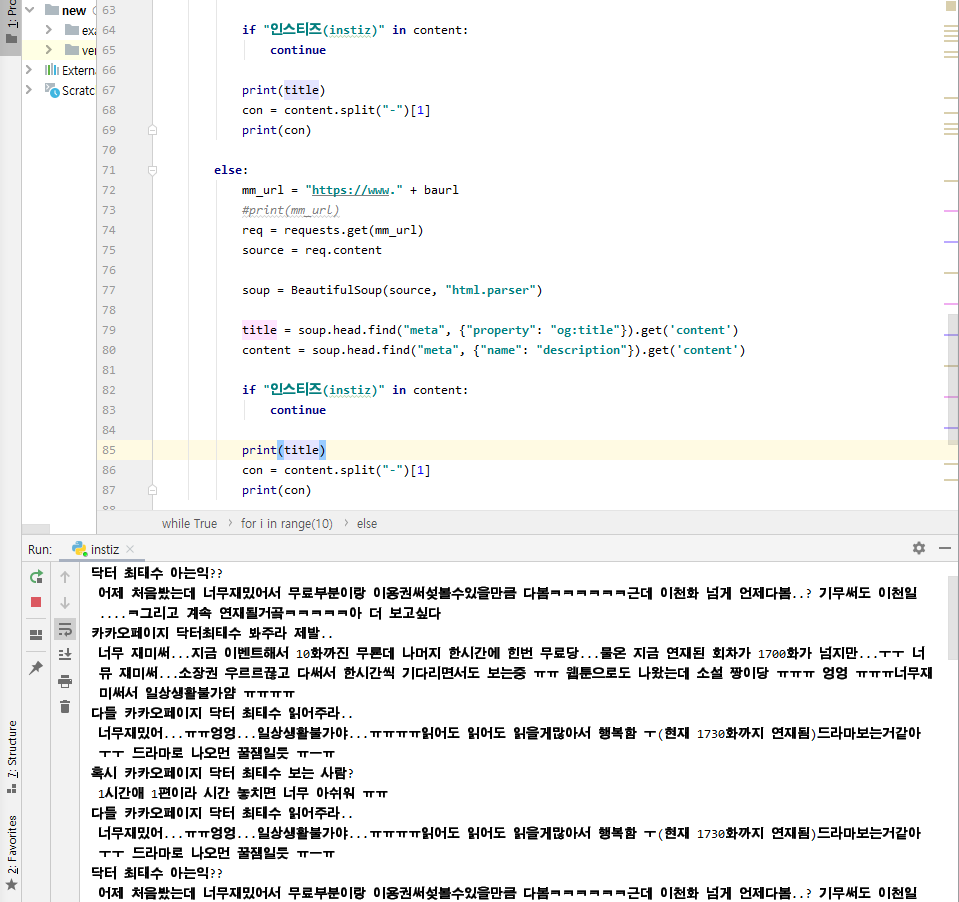 1: Pro
new
63
exa
64
if "인스티즈(instiz)" in content:
ver
65
continue
Externa
66
Scratc
67
print(title)
68
con = content.split("-")[1]
69
print(con)
70
71
else:
72
mm_url = "https://www." + baurl
73
#print(mm_url)
74
req = requests.get(mm_url)
75
source = req.content
76
77
soup = BeautifulSoup(source, "html.parser")
78
79
title = soup.head.find("meta", {"property": "og:title"}).get('content')
80
content = soup.head.find("meta", {"name": "description"}).get('content')
81
82
if "인스티즈(instiz)" in content:
83
continue
84
85
print(title)
86
con = content.split("-")[1]
87
print(con)
88
while True > for i in range(10) > else
Run: instiz
닥터 최태수 아는익??
어제 처음봤는데 너무재밌어서 무료부분이랑 이용권써섲볼수있을만큼 다봄ㅋㅋㅋㅋㅋㅋ근데 이천화 넘게 언제다봄..? 기무써도 이천일
....ㅋ그리고 계속 연재될거곸ㅋㅋㅋㅋㅋ아 더 보고싶다
카카오페이지 닥터최태수 봐주라 제발..
너무 재미써...지금 이벤트해서 10화까진 무론데 나머지 한시간에 힌번 무료당...물온 지금 연재된 회차가 1700화가 넘지만...ㅜㅜ 너
뮤 재미써...소장권 우르르끊고 다써서 한시간씩 기다리면서도 보는중 ㅠㅠ 웹툰으로도 나왔는데 소설 짱이당 ㅠㅠㅠ 엉엉 ㅠㅠㅠ너무재
미써서 일상생활불가얌 ㅠㅠㅠㅠ
다들 카카오페이지 닥터 최태수 읽어주라..
너무재밌어...ㅠㅠ엉엉...일상생활불가야...ㅠㅠㅠㅠ읽어도 읽어도 읽을게많아서 행복함 ㅜ(현재 1730화까지 연재됨)드라마보는거같아
ㅜㅜ 드라마로 나오먼 꿀잼일듯 ㅠㅡㅠ
혹시 카카오페이지 닥터 최태수 보는 사람?
1시간애 1편이라 시간 놓치면 너무 아쉬워 ㅠㅠ
다들 카카오페이지 닥터 최태수 읽어주라..
너무재밌어...ㅠㅠ엉엉...일상생활불가야...ㅠㅠㅠㅠ읽어도 읽어도 읽을게많아서 행복함 ㅜ(현재 1730화까지 연재됨)드라마보는거같아
ㅜㅜ 드라마로 나오먼 꿀잼일듯 ㅠㅡㅠ
닥터 최태수 아는익??
어제 처음봤는데 너무재밌어서 무료부분이랑 이용권써섲볼수있을만큼 다봄ㅋㅋㅋㅋㅋㅋ근데 이천화 넘게 언제다봄..? 기무써도 이천일
7: Structure
2: Favorites